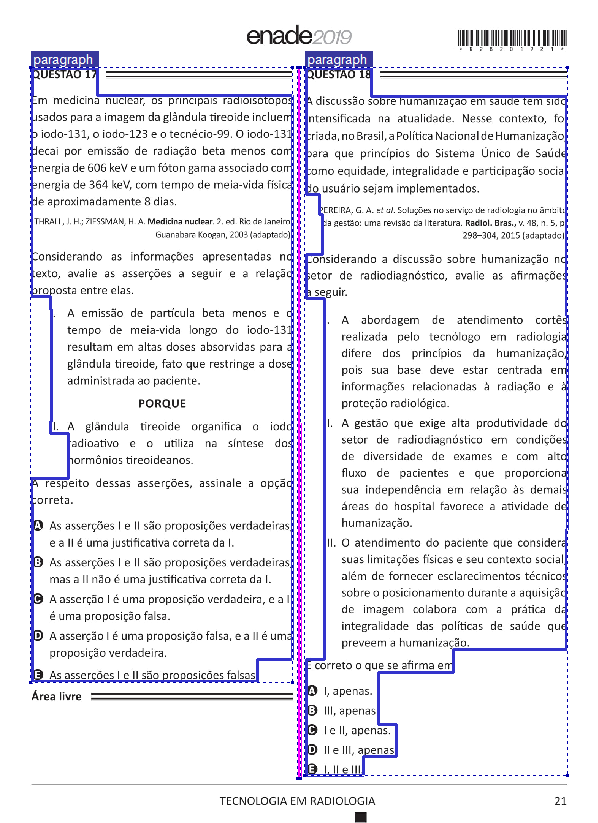 enade2019
*R0820192121*
paragraph
QUESTÃO 17
Em medicina nuclear, os principais radioisótopos
usados para a imagem da glândula tireoide incluem
o iodo-131, o iodo-123 e o tecnécio-99. O iodo-131
decai por emissão de radiação beta menos com
energia de 606 keV e um fóton gama associado com
energia de 364 keV, com tempo de meia-vida física
de aproximadamente 8 dias.
THRALL, J. H.; ZIESSMAN, H. A. Medicina nuclear. 2. ed. Rio de Janeiro:
Guanabara Koogan, 2003 (adaptado).
Considerando as informações apresentadas no
texto, avalie as asserções a seguir e a relação
proposta entre elas.
I. A emissão de partícula beta menos e o
tempo de meia-vida longo do iodo-131
resultam em altas doses absorvidas para a
glândula tireoide, fato que restringe a dose
administrada ao paciente.
PORQUE
II. A glândula tireoide organifica o iodo
radioativo e o utiliza na síntese dos
hormônios tireoideanos.
A respeito dessas asserções, assinale a opção
correta.
A As asserções I e II são proposições verdadeiras,
e a II é uma justificativa correta da I.
B As asserções I e II são proposições verdadeiras,
mas a II não é uma justificativa correta da I.
C A asserção I é uma proposição verdadeira, e a II
é uma proposição falsa.
D A asserção I é uma proposição falsa, e a II é uma
proposição verdadeira.
E As asserções I e II são proposições falsas.
Área livre
paragraph
QUESTÃO 18
A discussão sobre humanização em saúde tem sido
intensificada na atualidade. Nesse contexto, foi
criada, no Brasil, a Política Nacional de Humanização,
para que princípios do Sistema Único de Saúde
como equidade, integralidade e participação social
do usuário sejam implementados.
PEREIRA, G. A. et al. Soluções no serviço de radiologia no âmbito
da gestão: uma revisão da literatura. Radiol. Bras., v. 48, n. 5, p.
298–304, 2015 (adaptado).
Considerando a discussão sobre humanização no
setor de radiodiagnóstico, avalie as afirmações
a seguir.
I. A abordagem de atendimento cortês
realizada pelo tecnólogo em radiologia
difere dos princípios da humanização,
pois sua base deve estar centrada em
informações relacionadas à radiação e à
proteção radiológica.
II. A gestão que exige alta produtividade do
setor de radiodiagnóstico em condições
de diversidade de exames e com alto
fluxo de pacientes e que proporciona
sua independência em relação às demais
áreas do hospital favorece a atividade de
humanização.
III. O atendimento do paciente que considera
suas limitações físicas e seu contexto social,
além de fornecer esclarecimentos técnicos
sobre o posicionamento durante a aquisição
de imagem colabora com a prática da
integralidade das políticas de saúde que
preveem a humanização.
É correto o que se afirma em
A I, apenas.
B III, apenas.
C I e II, apenas.
D II e III, apenas.
E I, II e III.
TECNOLOGIA EM RADIOLOGIA
21